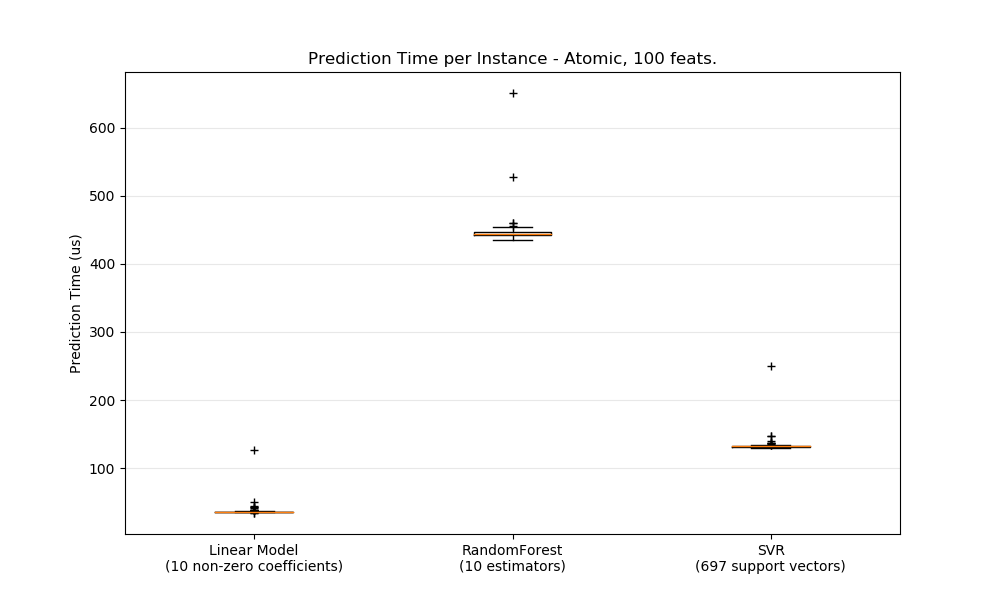 Prediction Time per Instance - Atomic, 100 feats.
Prediction Time (us)
600
500
400
300
200
100
Linear Model
(10 non-zero coefficients)
RandomForest
(10 estimators)
SVR
(697 support vectors)